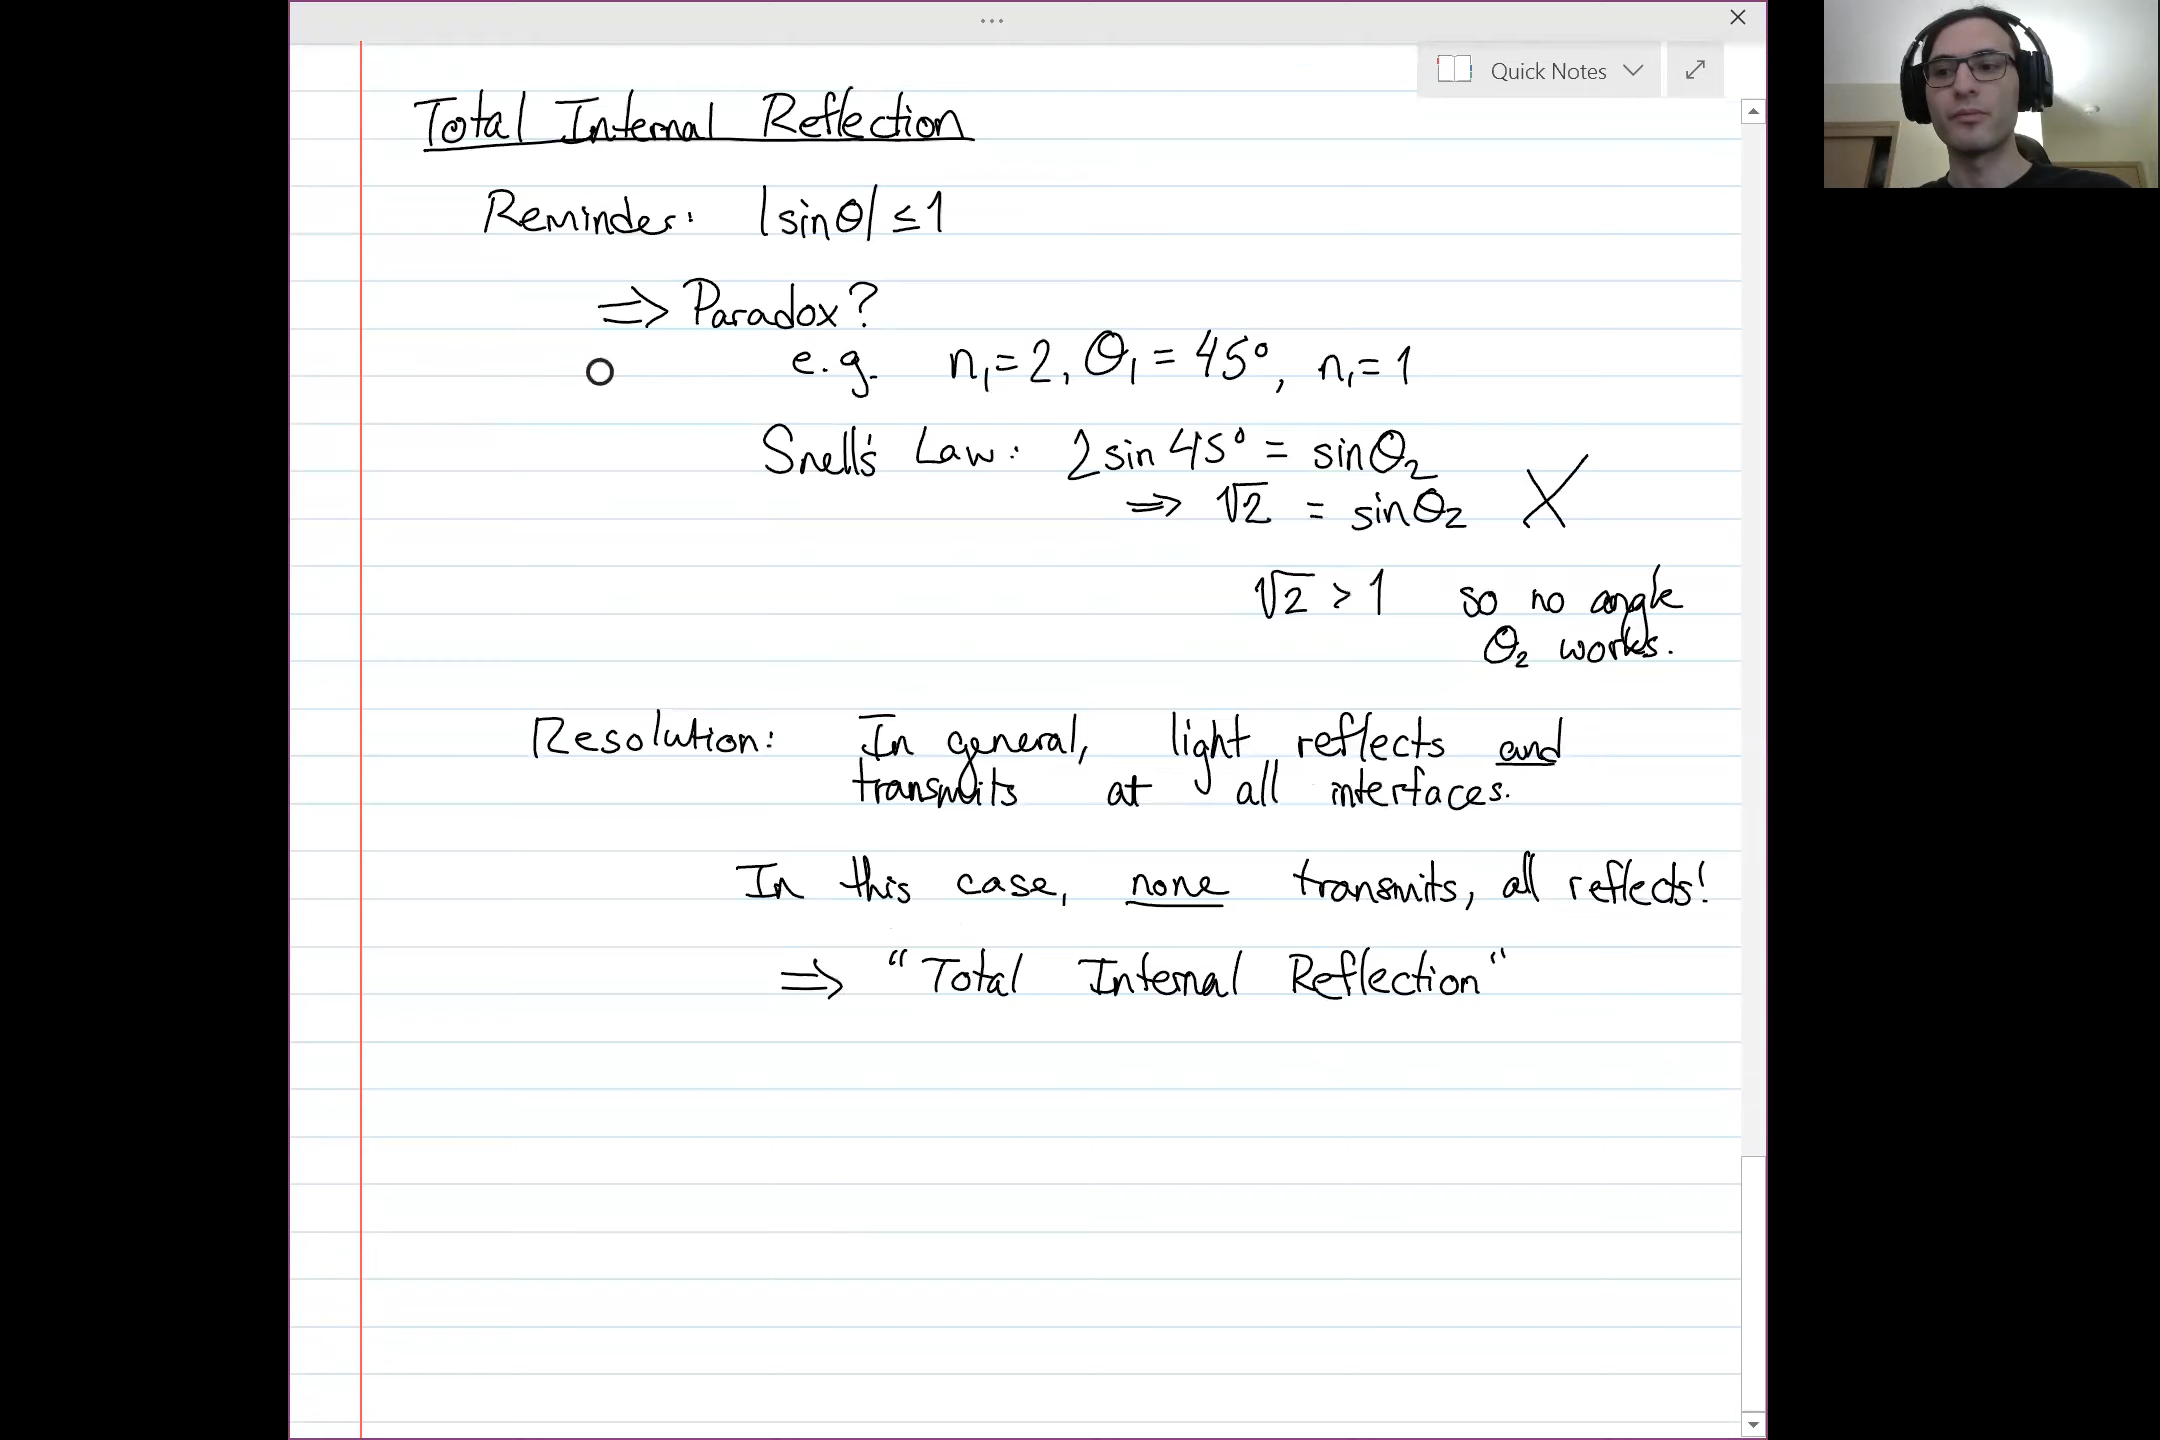 Quick Notes
Total Internal Reflection
Reminder: |sinθ| ≤ 1
⇒ Paradox?
e.g. n₁=2, θ₁ = 45°, n₁= 1
Snell's Law: 2 sin 45° = sinθ₂
⇒ √2 = sinθ₂ X
√2 > 1 so no angle
θ₂ works.
Resolution: In general, light reflects and
transmits at all interfaces.
In this case, none transmits, all reflects!
⇒ "Total Internal Reflection"